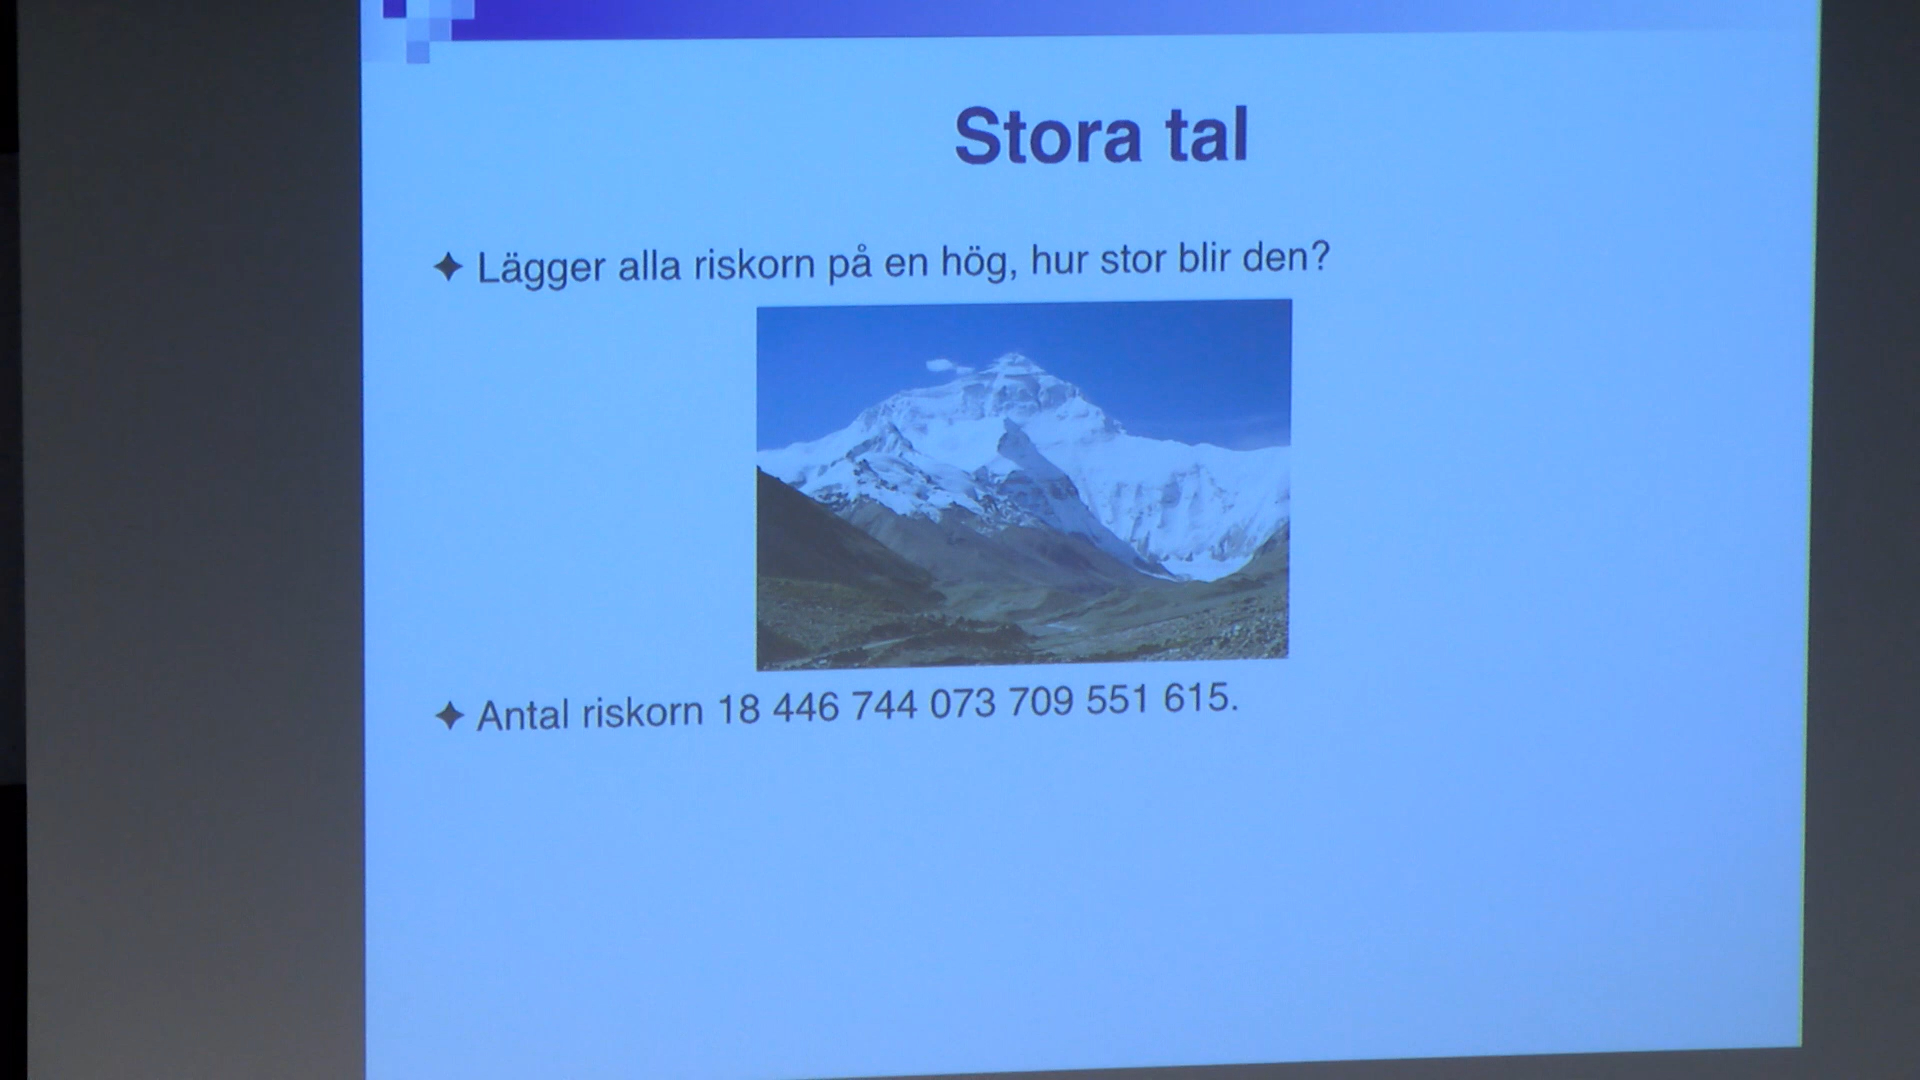 Stora tal
✦ Lägger alla riskorn på en hög, hur stor blir den?
✦ Antal riskorn 18 446 744 073 709 551 615.